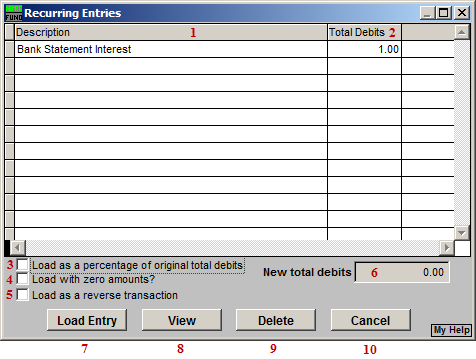 FUND Recurring Entries
Description 1 Total Debits 2
Bank Statement Interest 1.00
3 Load as a percentage of original total debits
4 Load with zero amounts?
5 Load as a reverse transaction
New total debits 6 0.00
Load Entry View Delete Cancel
My Help
7 8 9 10